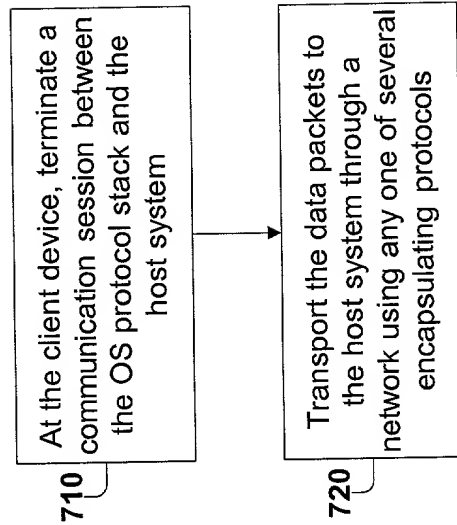 710
At the client device, terminate a
communication session between
the OS protocol stack and the
host system
720
Transport the data packets to
the host system through a
network using any one of several
encapsulating protocols